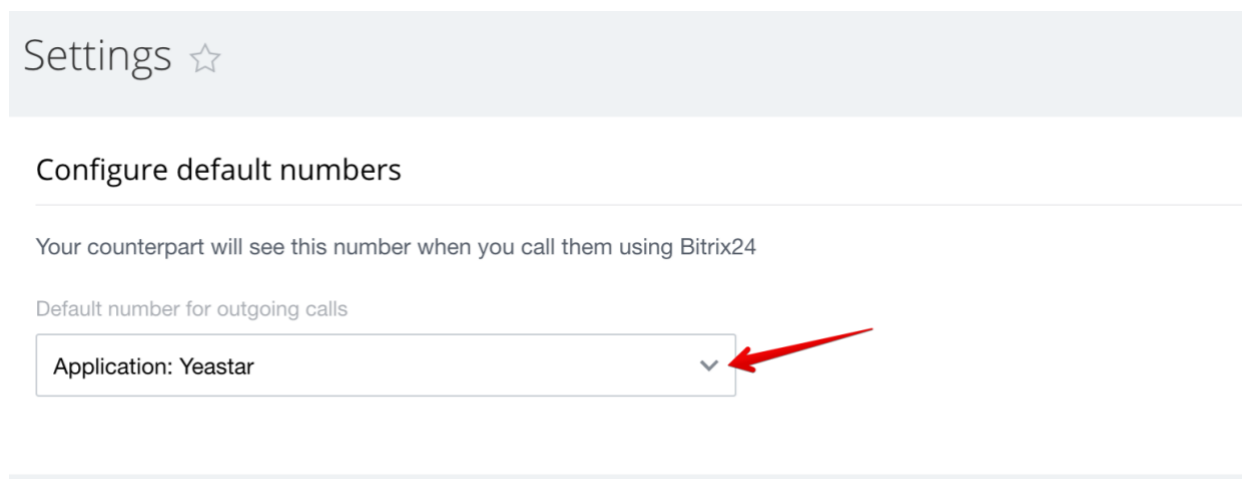 Settings
Configure default numbers
Your counterpart will see this number when you call them using Bitrix24
Default number for outgoing calls
Application: Yeastar